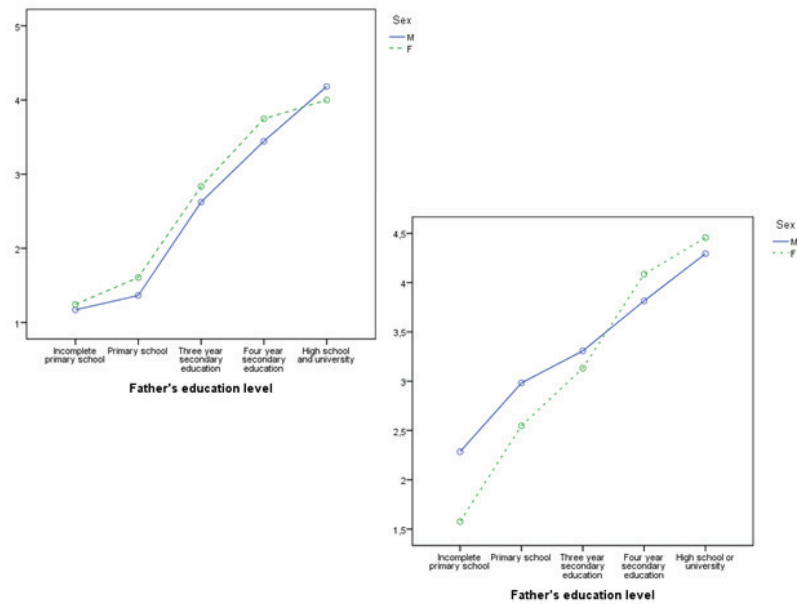 Sex
M
F
5
4
3
2
1
Incomplete
primary school
Primary school
Three year
secondary
education
Four year
secondary
education
High school
and university
Father's education level
Sex
M
F
4,5
4
3,5
3
2,5
2
1,5
Incomplete
primary school
Primary school
Three year
secondary
education
Four year
secondary
education
High school or
university
Father's education level